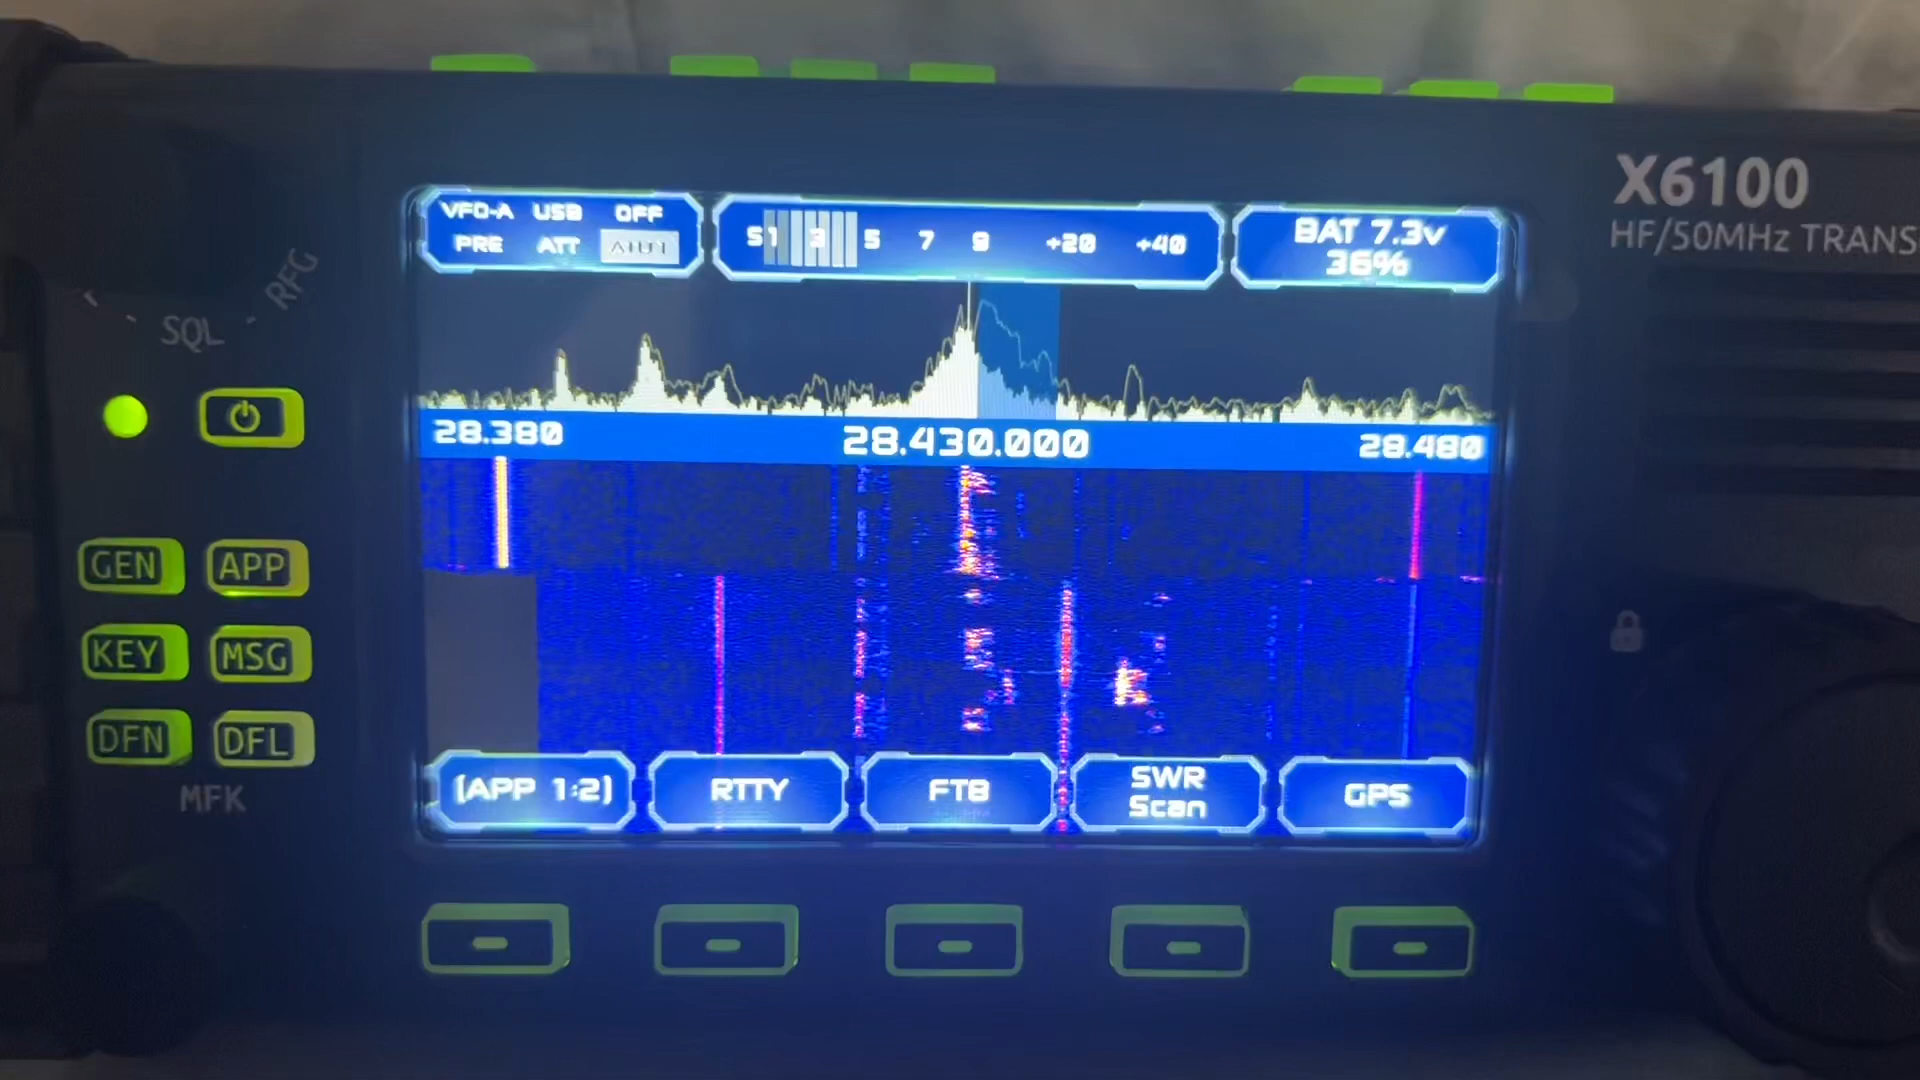 X6100
HF/50MHz TRANS
VFO-A USB OFF
PRE ATT
S1 3 5 7 9 +20 +40
BAT 7.3V
36%
RFG
SQL
28.380 28.430.000 28.480
GEN APP
KEY MSG
DFN DFL
MFK
(APP 1:2) RTTY FT8 SWR Scan GPS